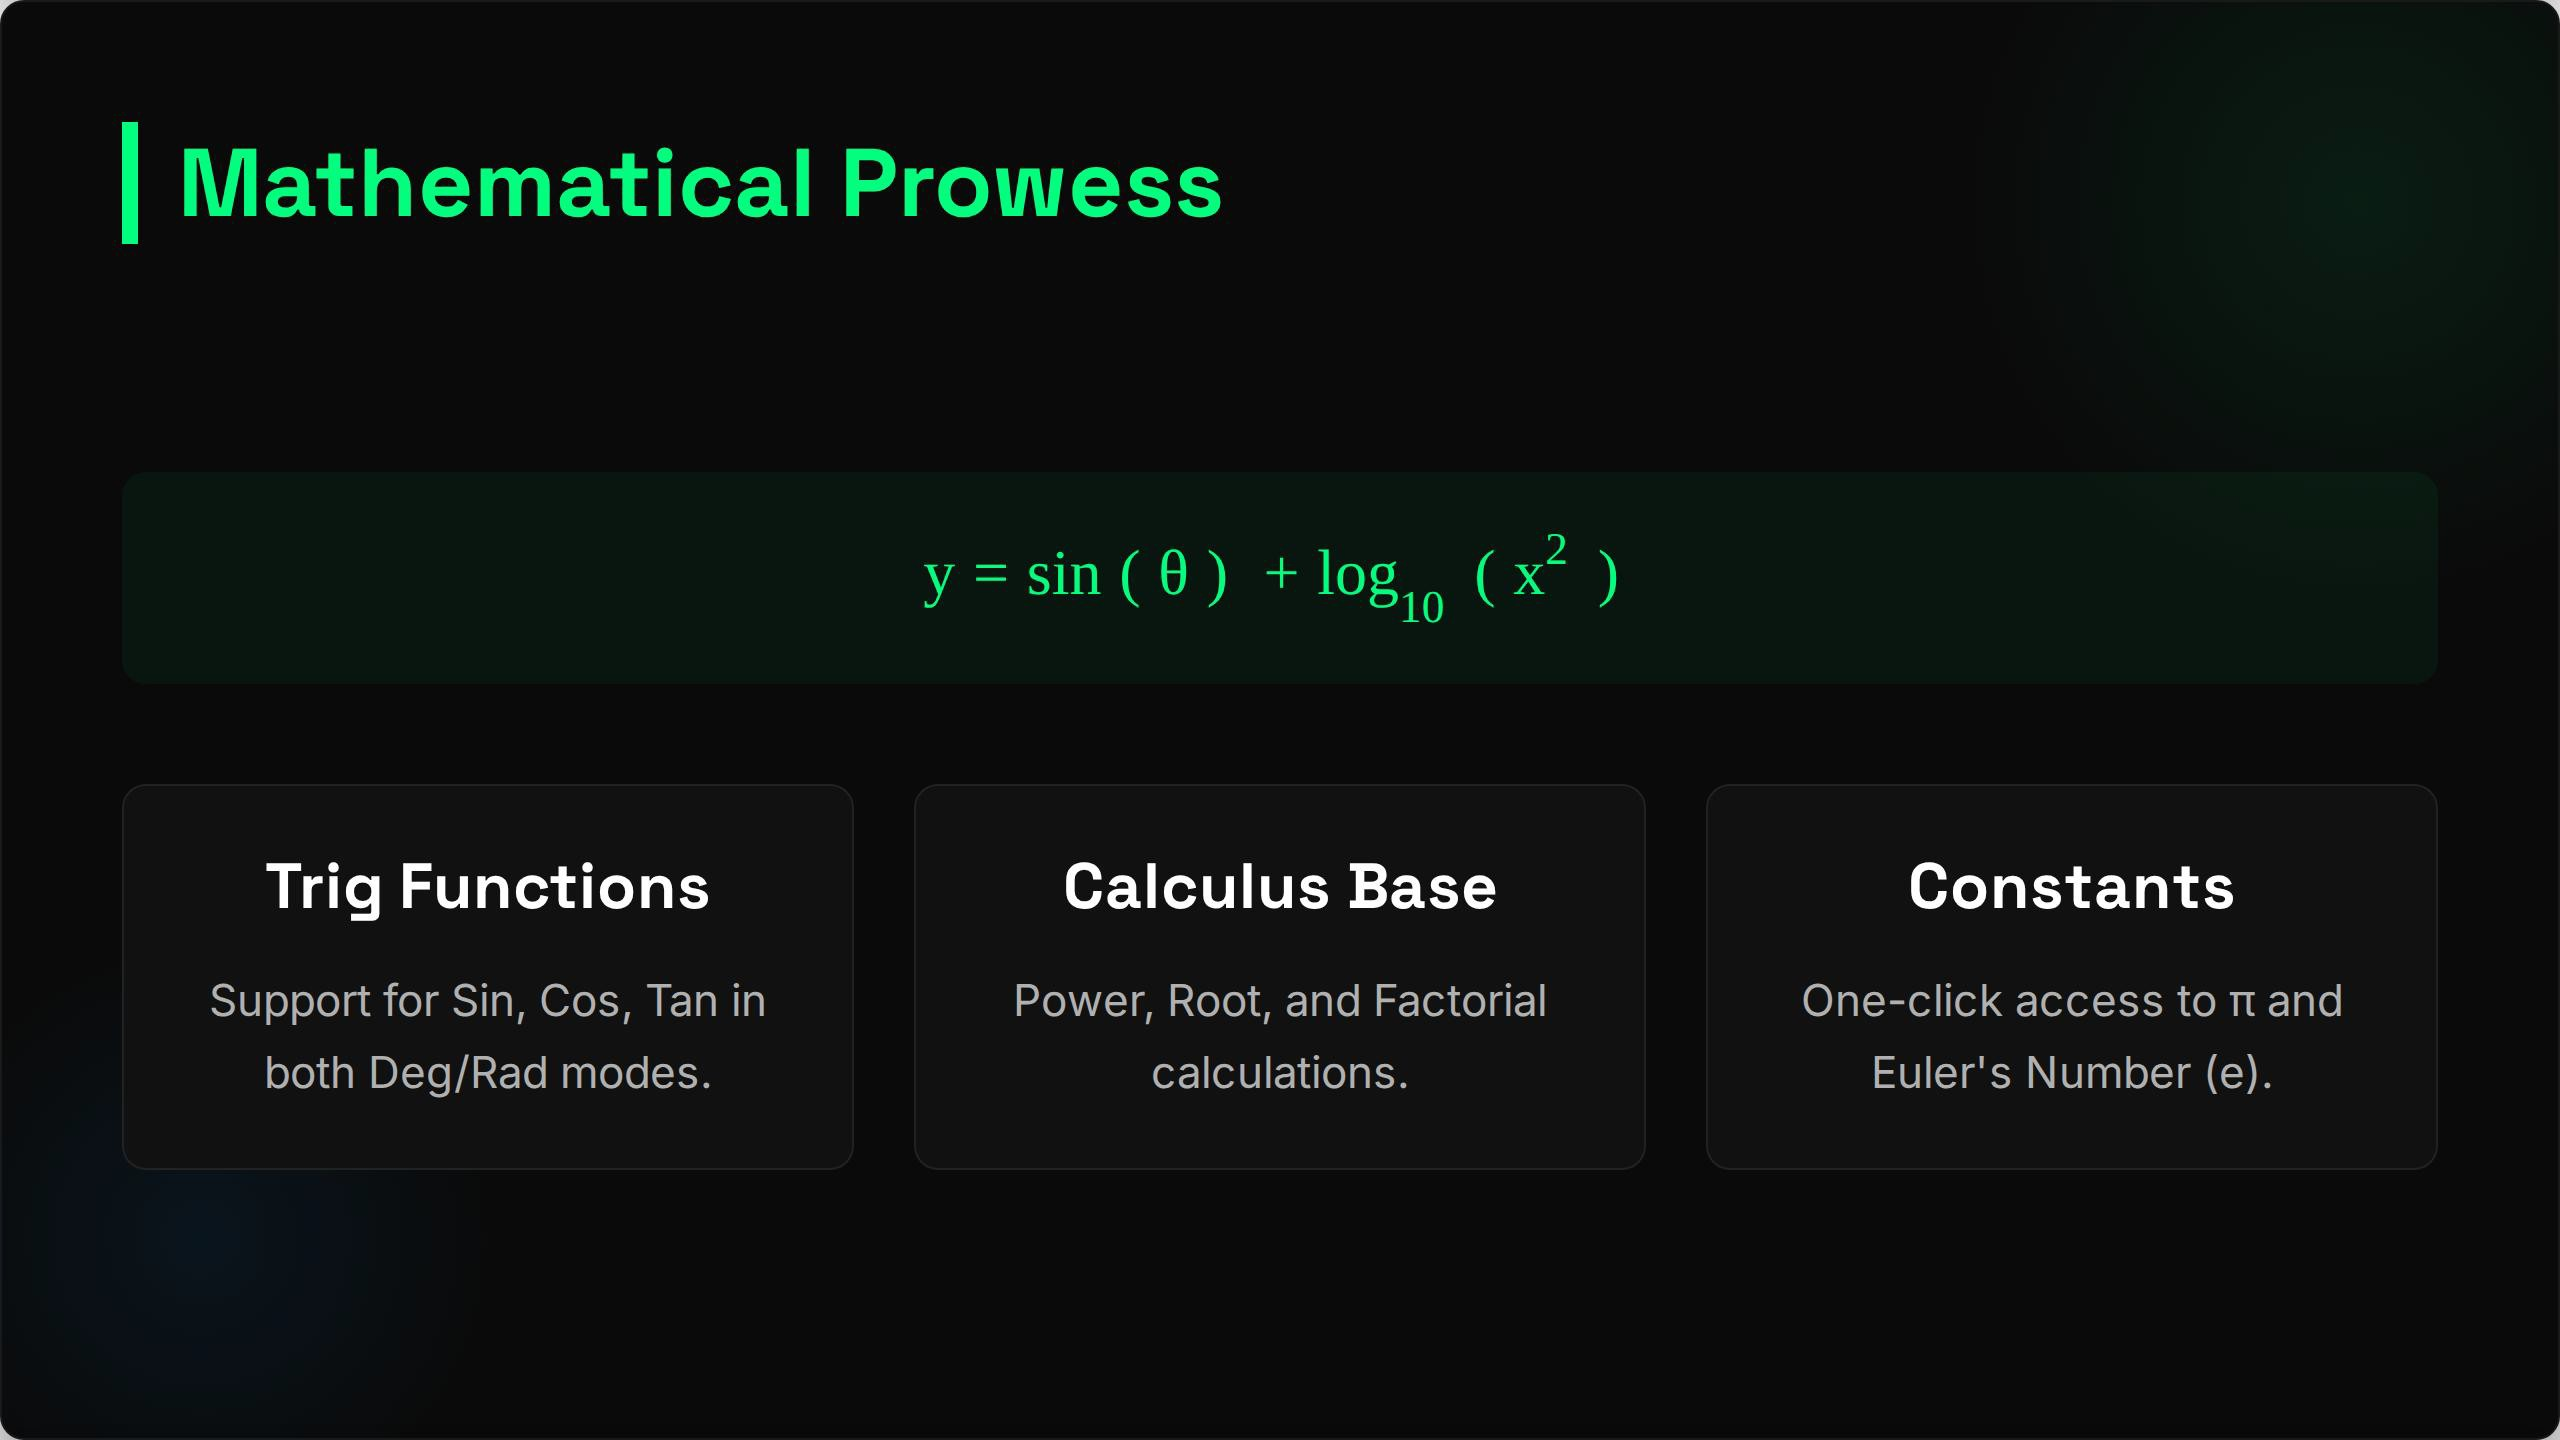 Mathematical Prowess
y = sin ( θ ) + log₁₀ ( x² )
Trig Functions
Support for Sin, Cos, Tan in
both Deg/Rad modes.
Calculus Base
Power, Root, and Factorial
calculations.
Constants
One-click access to π and
Euler's Number (e).